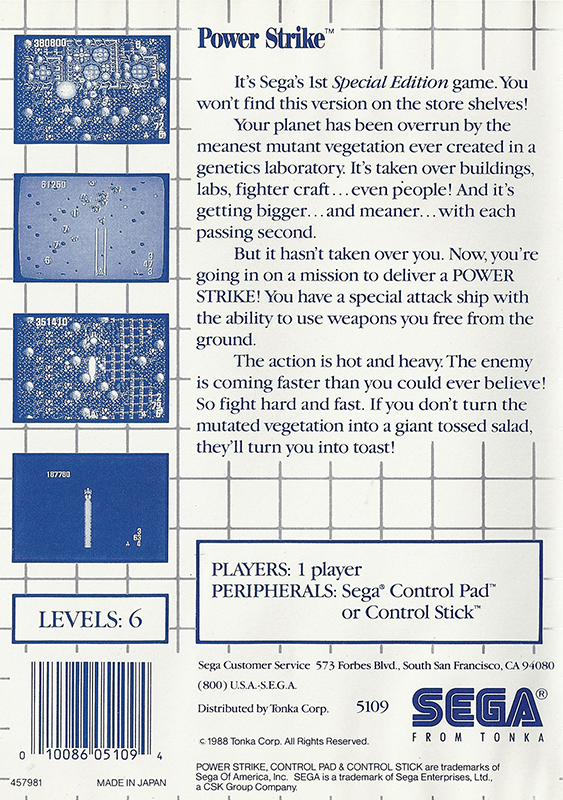 Power Strike™
It's Sega's 1st Special Edition game. You
won't find this version on the store shelves!
Your planet has been overrun by the
meanest mutant vegetation ever created in a
genetics laboratory. It's taken over buildings,
labs, fighter craft...even people! And it's
getting bigger...and meaner...with each
passing second.
But it hasn't taken over you. Now, you're
going in on a mission to deliver a POWER
STRIKE! You have a special attack ship with
the ability to use weapons you free from the
ground.
The action is hot and heavy. The enemy
is coming faster than you could ever believe!
So fight hard and fast. If you don't turn the
mutated vegetation into a giant tossed salad,
they'll turn you into toast!
380800
61260
6
351410
187780
3
63
4
LEVELS: 6
PLAYERS: 1 player
PERIPHERALS: Sega® Control Pad™
or Control Stick™
Sega Customer Service 573 Forbes Blvd., South San Francisco, CA 94080
(800) U.S.A.-S.E.G.A.
Distributed by Tonka Corp. 5109
SEGA®
FROM TONKA
© 1988 Tonka Corp. All Rights Reserved.
0 10086 05109 4
457981 MADE IN JAPAN
POWER STRIKE, CONTROL PAD & CONTROL STICK are trademarks of
Sega Of America, Inc. SEGA is a trademark of Sega Enterprises, Ltd.,
a CSK Group Company.